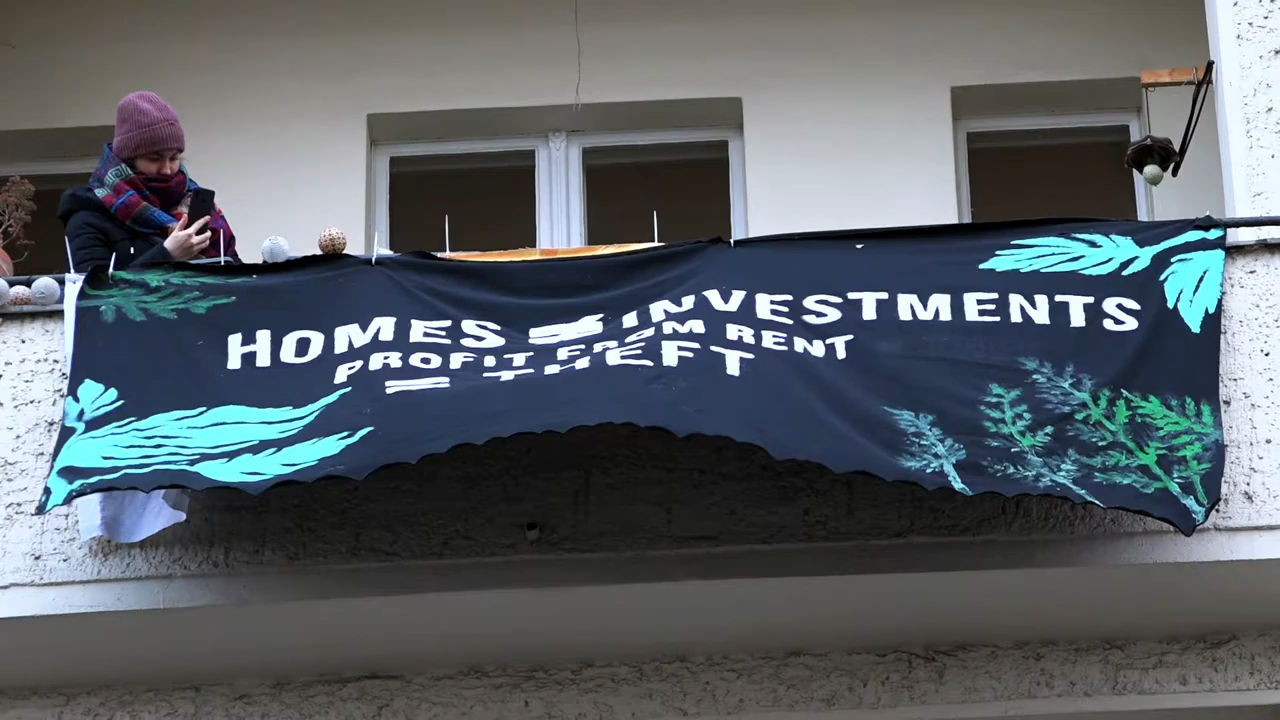 HOMES ≠ INVESTMENTS
PROFIT FROM RENT
= THEFT